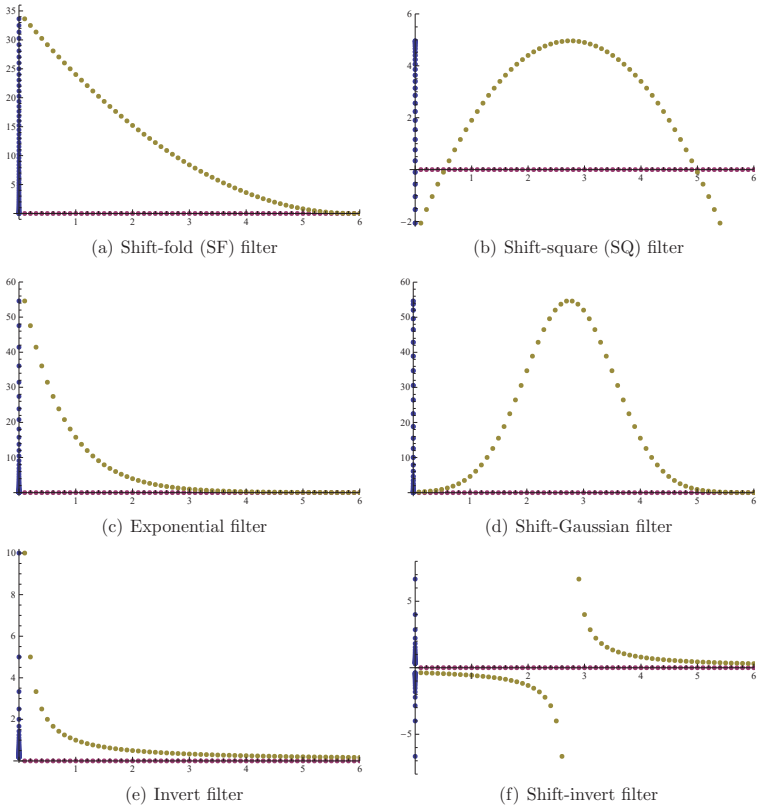 35
30
25
20
15
10
5
1 2 3 4 5 6
(a) Shift-fold (SF) filter
6
4
2
−2
1 2 3 4 5 6
(b) Shift-square (SQ) filter
60
50
40
30
20
10
0 1 2 3 4 5 6
(c) Exponential filter
60
50
40
30
20
10
0 1 2 3 4 5 6
(d) Shift-Gaussian filter
10
8
6
4
2
0 1 2 3 4 5 6
(e) Invert filter
5
−5
1 2 3 4 5 6
(f) Shift-invert filter